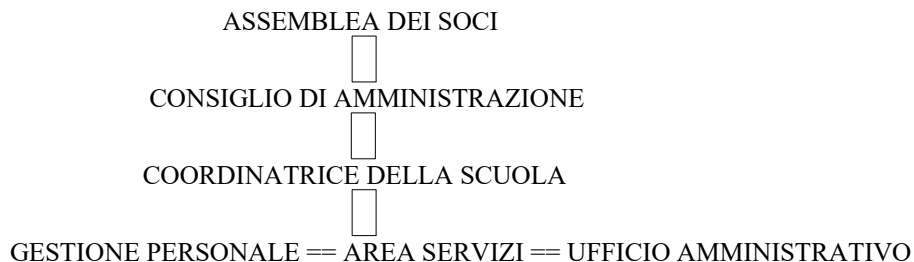 ASSEMBLEA DEI SOCI
CONSIGLIO DI AMMINISTRAZIONE
COORDINATRICE DELLA SCUOLA
GESTIONE PERSONALE == AREA SERVIZI == UFFICIO AMMINISTRATIVO